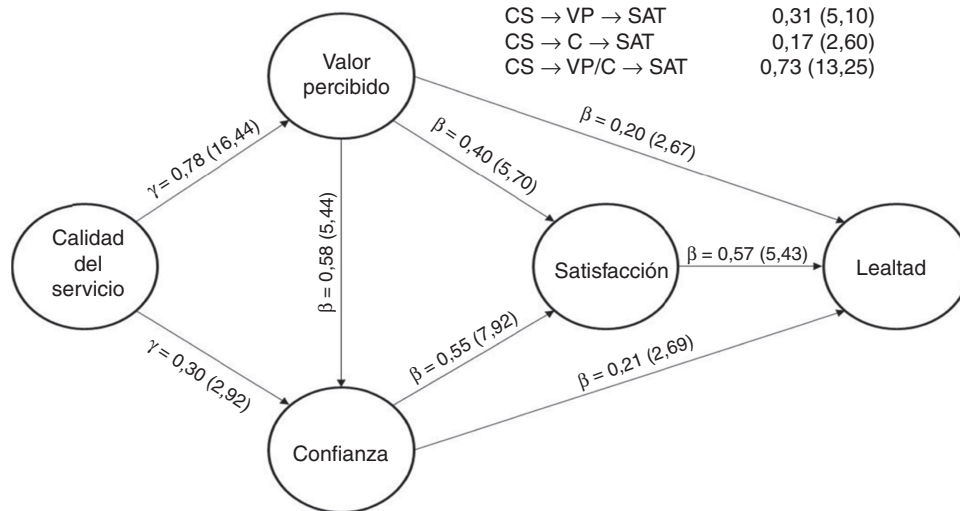 CS → VP → SAT 0,31 (5,10)
CS → C → SAT 0,17 (2,60)
CS → VP/C → SAT 0,73 (13,25)
Valor
percibido
γ = 0,78 (16,44)
β = 0,40 (5,70)
β = 0,20 (2,67)
β = 0,58 (5,44)
Calidad
del
servicio
Satisfacción
β = 0,57 (5,43)
Lealtad
γ = 0,30 (2,92)
β = 0,55 (7,92)
β = 0,21 (2,69)
Confianza